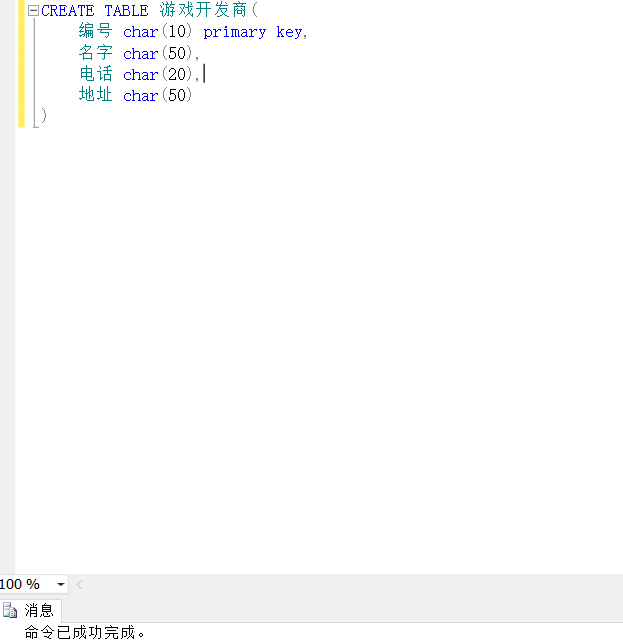 CREATE TABLE 游戏开发商(
编号 char(10) primary key,
名字 char(50),
电话 char(20),
地址 char(50)
)
100 %
消息
命令已成功完成。